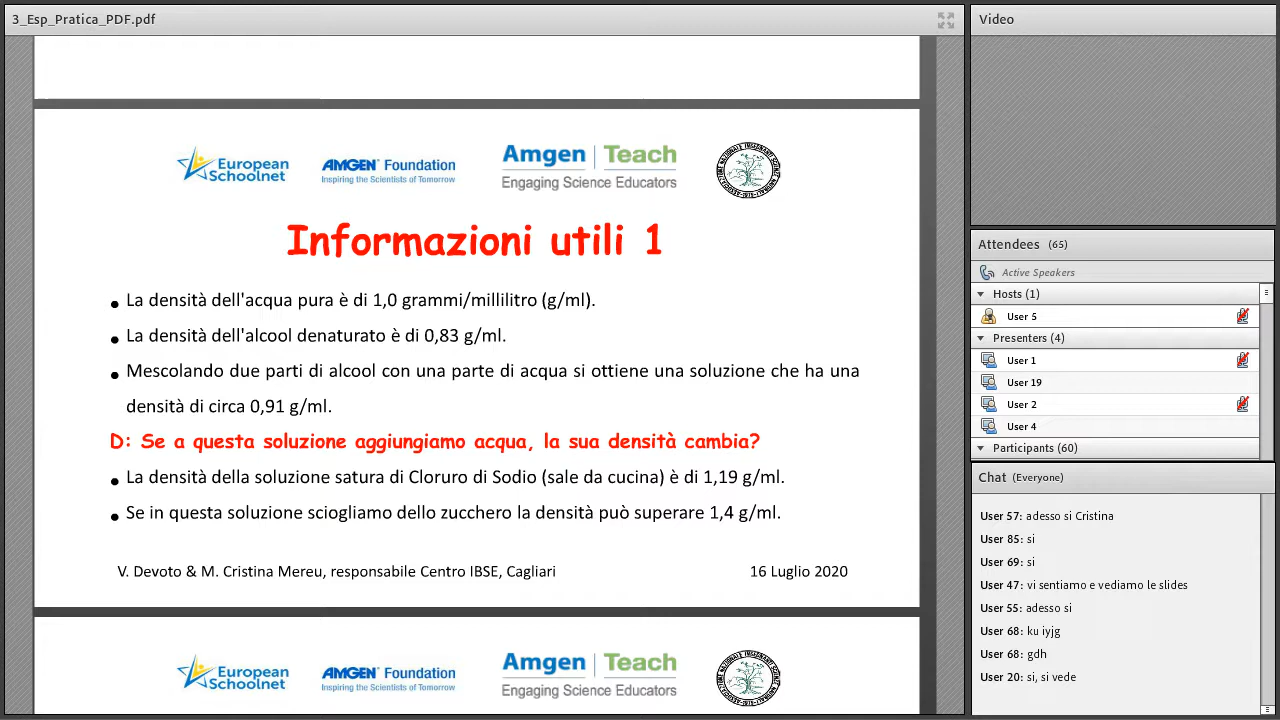 3_Esp_Pratica_PDF.pdf
European Schoolnet
AMGEN Foundation
Inspiring the Scientists of Tomorrow
Amgen Teach
Engaging Science Educators
Informazioni utili 1
• La densità dell'acqua pura è di 1,0 grammi/millilitro (g/ml).
• La densità dell'alcool denaturato è di 0,83 g/ml.
• Mescolando due parti di alcool con una parte di acqua si ottiene una soluzione che ha una
densità di circa 0,91 g/ml.
D: Se a questa soluzione aggiungiamo acqua, la sua densità cambia?
• La densità della soluzione satura di Cloruro di Sodio (sale da cucina) è di 1,19 g/ml.
• Se in questa soluzione sciogliamo dello zucchero la densità può superare 1,4 g/ml.
V. Devoto & M. Cristina Mereu, responsabile Centro IBSE, Cagliari
16 Luglio 2020
European Schoolnet
AMGEN Foundation
Inspiring the Scientists of Tomorrow
Amgen Teach
Engaging Science Educators
Video
Attendees (65)
Active Speakers
Hosts (1)
User 5
Presenters (4)
User 1
User 19
User 2
User 4
Participants (60)
Chat (Everyone)
User 57: adesso si Cristina
User 85: si
User 69: si
User 47: vi sentiamo e vediamo le slides
User 55: adesso si
User 68: ku iyjg
User 68: gdh
User 20: si, si vede